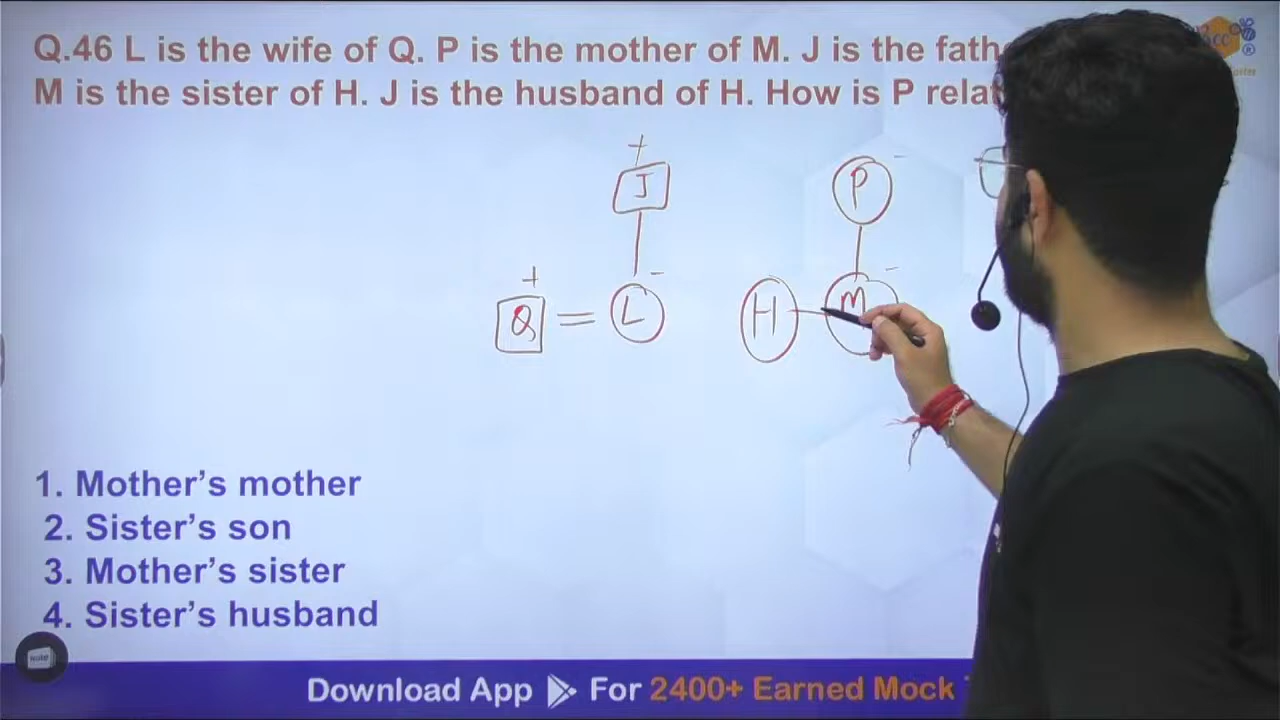 Q.46 L is the wife of Q. P is the mother of M. J is the
M is the sister of H. J is the husband of H. How is P
+
J
P
-
+
-
-
Q = L
H
M
1. Mother's mother
2. Sister's son
3. Mother's sister
4. Sister's husband
Download App For 2400+ Earned Mock